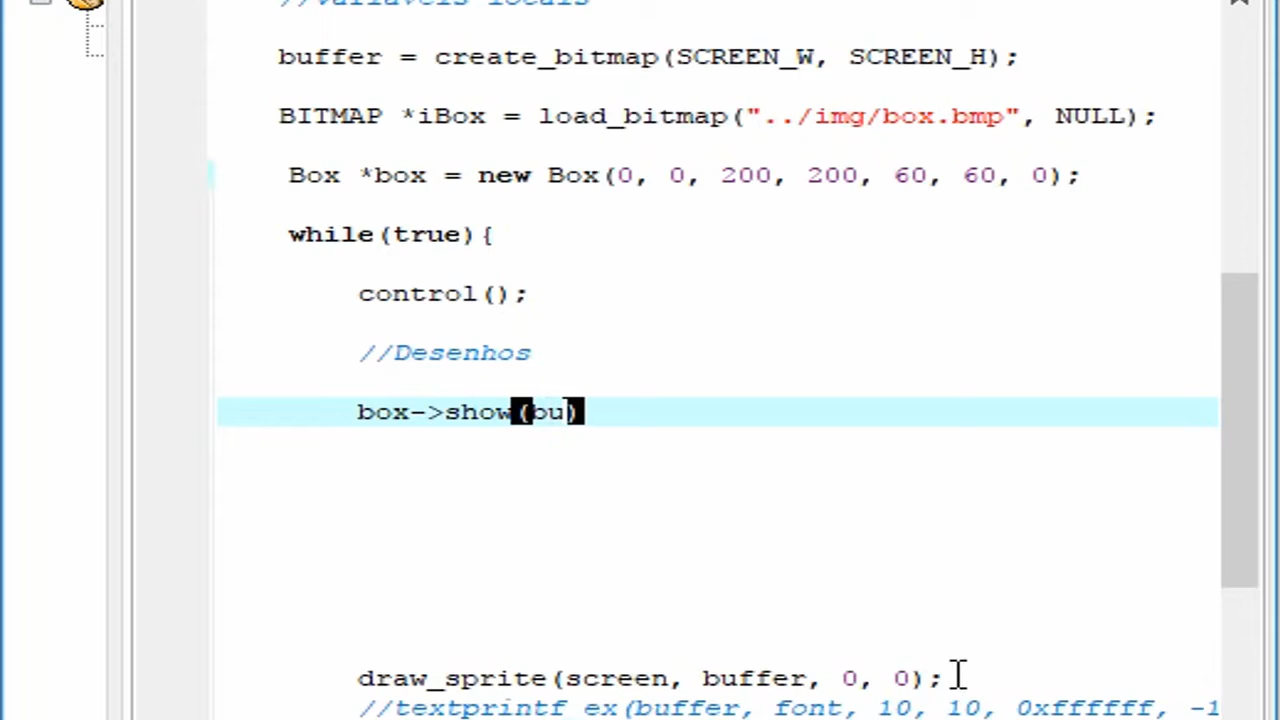 //variaveis locais
buffer = create_bitmap(SCREEN_W, SCREEN_H);
BITMAP *iBox = load_bitmap("../img/box.bmp", NULL);
Box *box = new Box(0, 0, 200, 200, 60, 60, 0);
while(true){
control();
//Desenhos
box->show(bu)
draw_sprite(screen, buffer, 0, 0);
//textprintf_ex(buffer, font, 10, 10, 0xffffff, -1